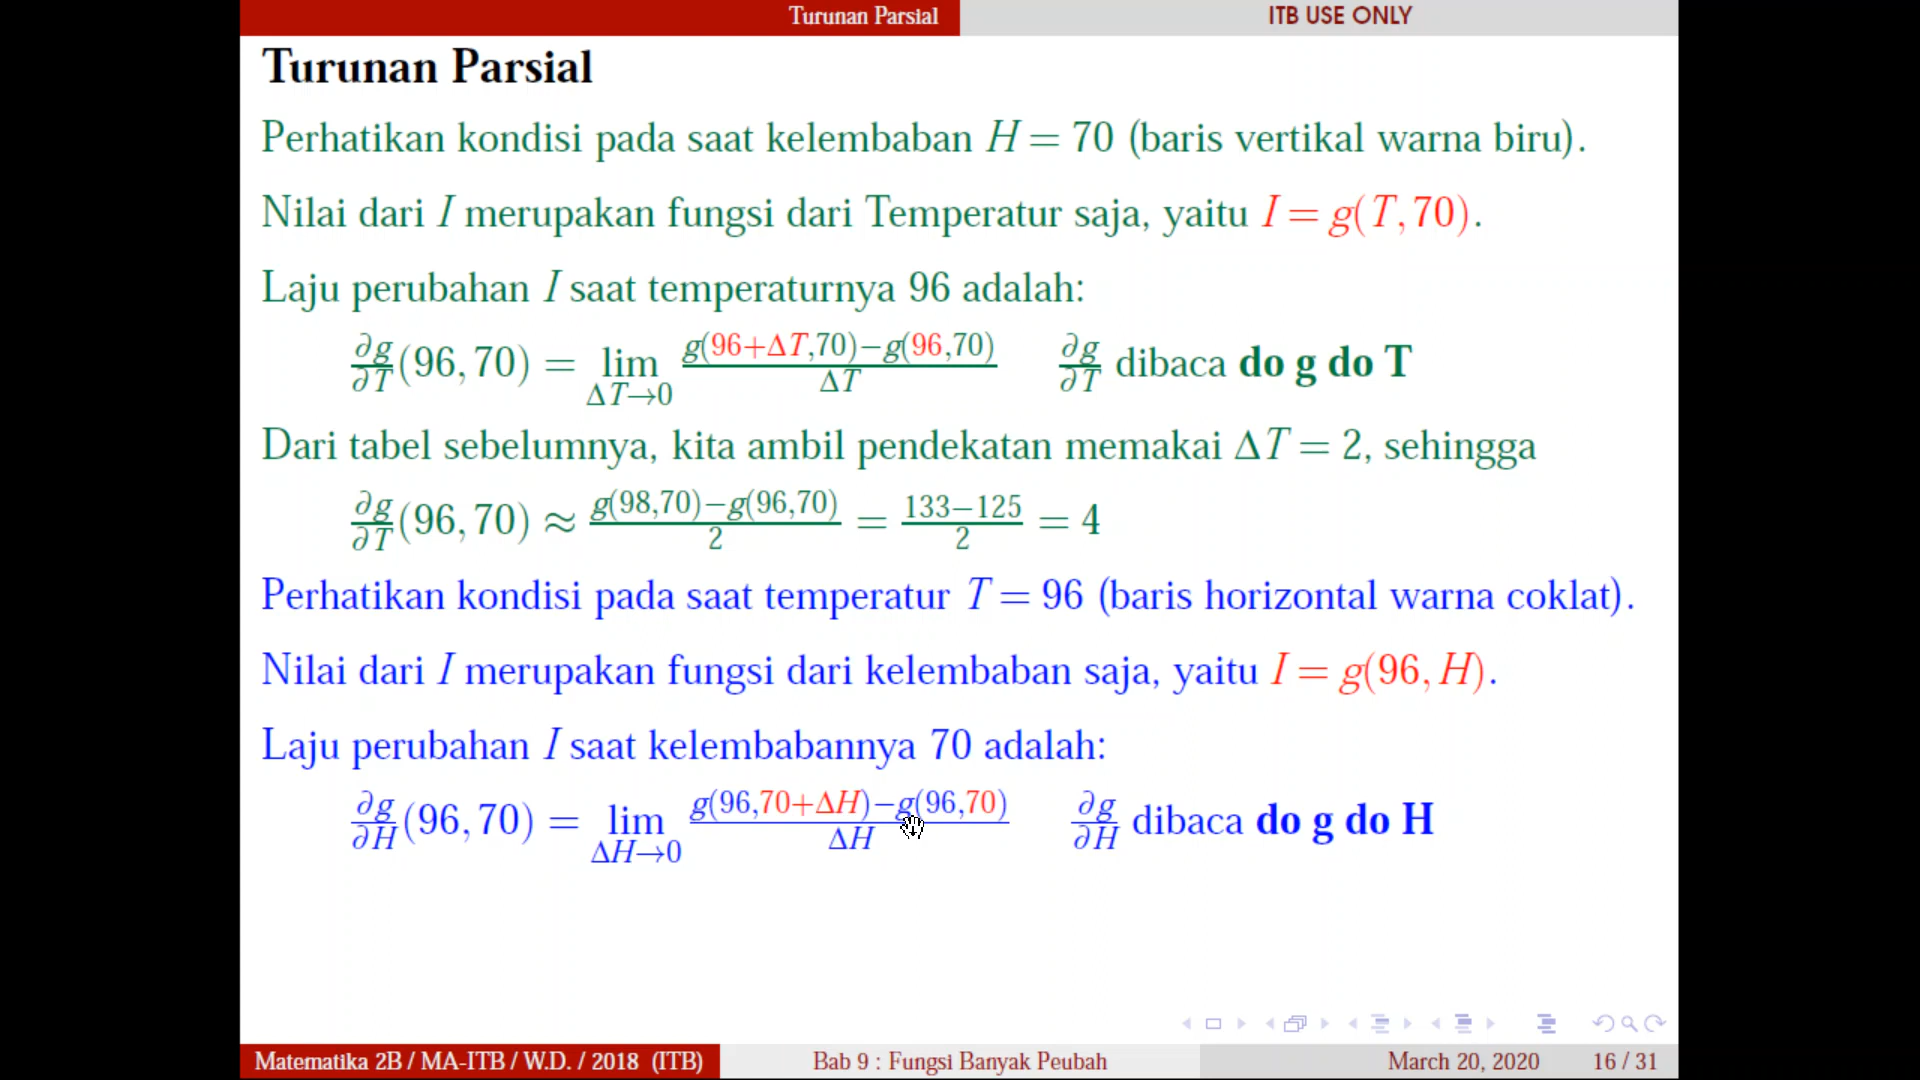 Turunan Parsial
ITB USE ONLY
Turunan Parsial
Perhatikan kondisi pada saat kelembaban H = 70 (baris vertikal warna biru).
Nilai dari I merupakan fungsi dari Temperatur saja, yaitu I = g(T,70).
Laju perubahan I saat temperaturnya 96 adalah:
∂g/∂T (96,70) = lim ΔT→0 g(96+ΔT,70)−g(96,70)/ΔT ∂g/∂T dibaca do g do T
Dari tabel sebelumnya, kita ambil pendekatan memakai ΔT = 2, sehingga
∂g/∂T (96,70) ≈ g(98,70)−g(96,70)/2 = 133−125/2 = 4
Perhatikan kondisi pada saat temperatur T = 96 (baris horizontal warna coklat).
Nilai dari I merupakan fungsi dari kelembaban saja, yaitu I = g(96,H).
Laju perubahan I saat kelembabannya 70 adalah:
∂g/∂H (96,70) = lim ΔH→0 g(96,70+ΔH)−g(96,70)/ΔH ∂g/∂H dibaca do g do H
Matematika 2B / MA-ITB / W.D. / 2018 (ITB)
Bab 9 : Fungsi Banyak Peubah
March 20, 2020
16 / 31